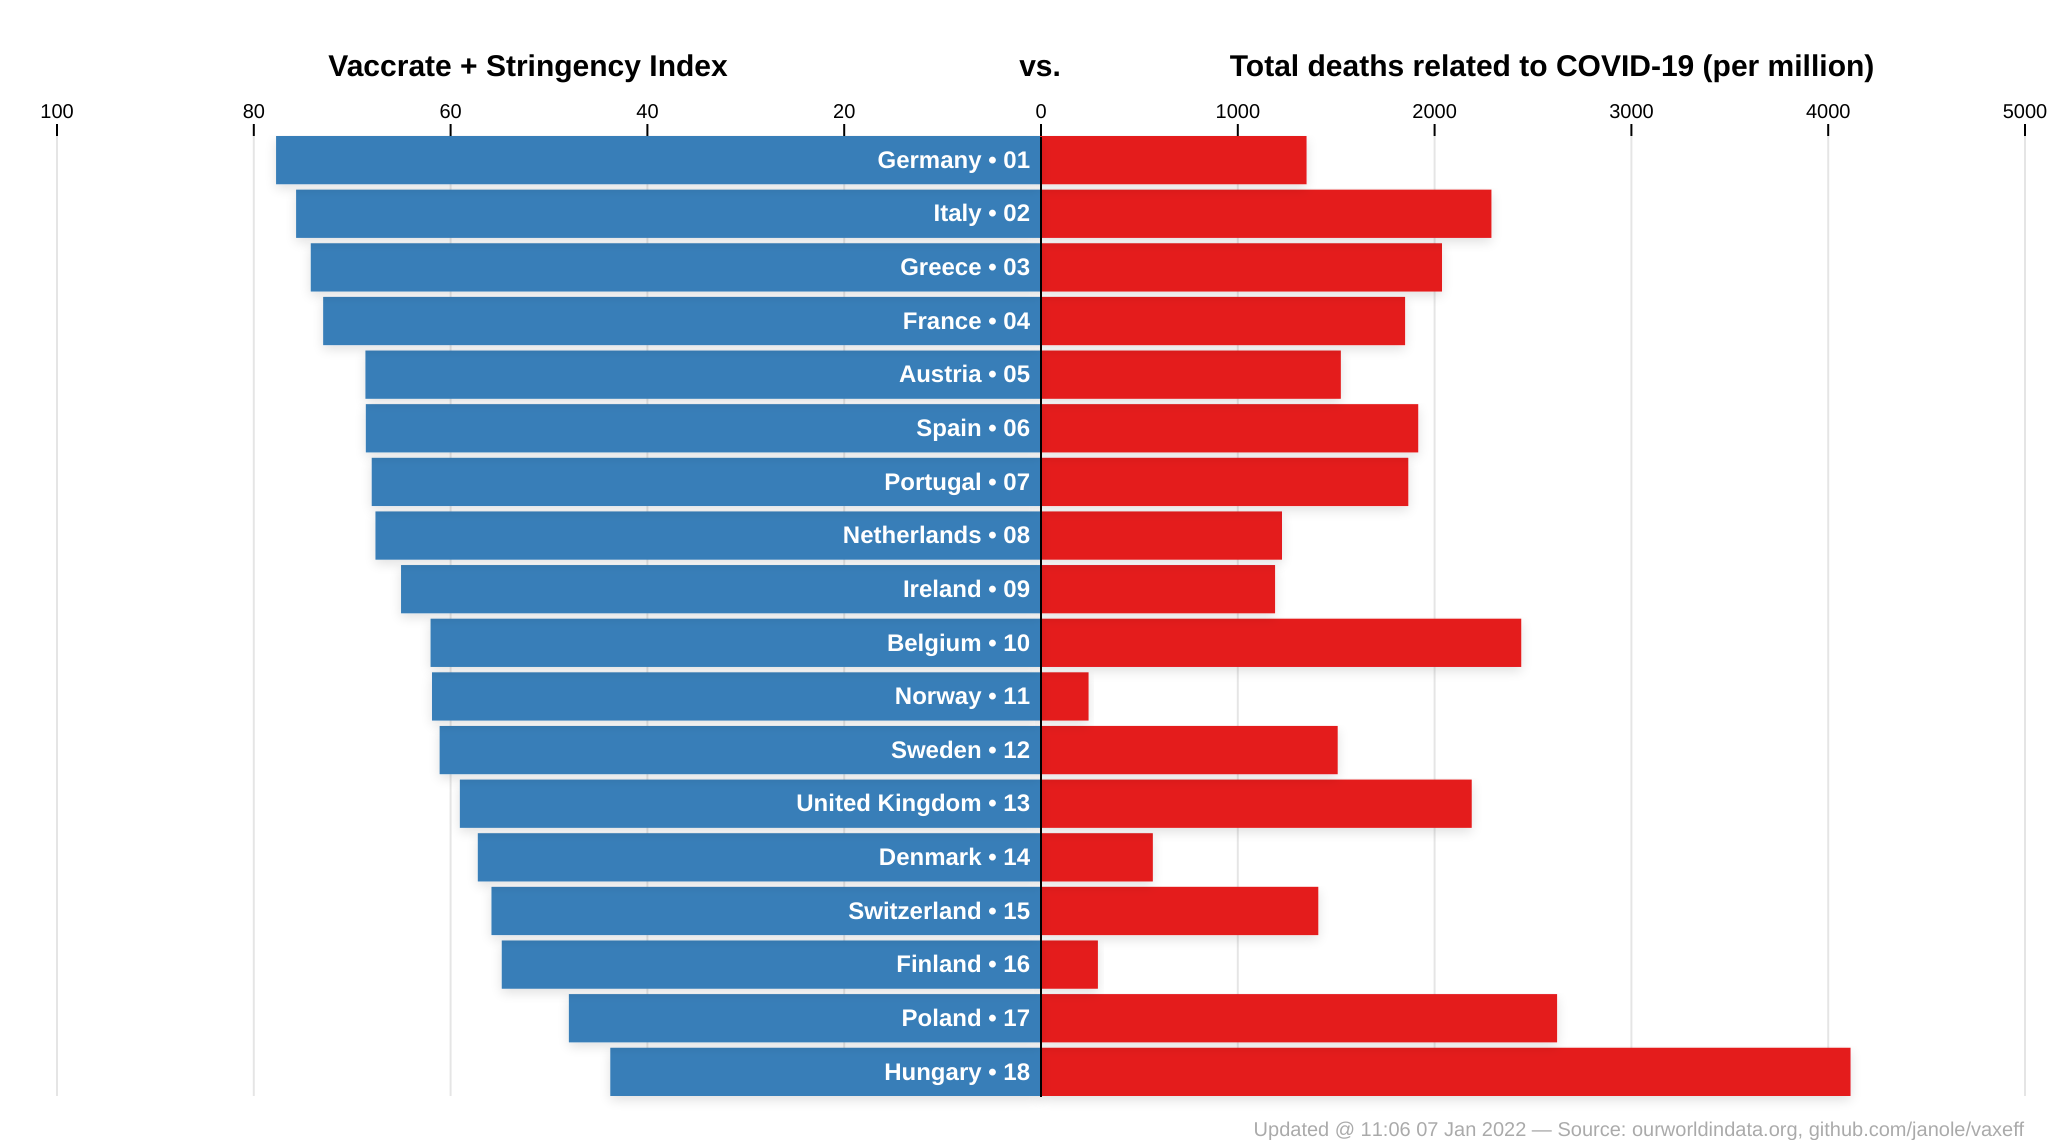 Vaccrate + Stringency Index vs. Total deaths related to COVID-19 (per million)
100 80 60 40 20 0 1000 2000 3000 4000 5000
Germany • 01
Italy • 02
Greece • 03
France • 04
Austria • 05
Spain • 06
Portugal • 07
Netherlands • 08
Ireland • 09
Belgium • 10
Norway • 11
Sweden • 12
United Kingdom • 13
Denmark • 14
Switzerland • 15
Finland • 16
Poland • 17
Hungary • 18
Updated @ 11:06 07 Jan 2022 — Source: ourworldindata.org, github.com/janole/vaxeff